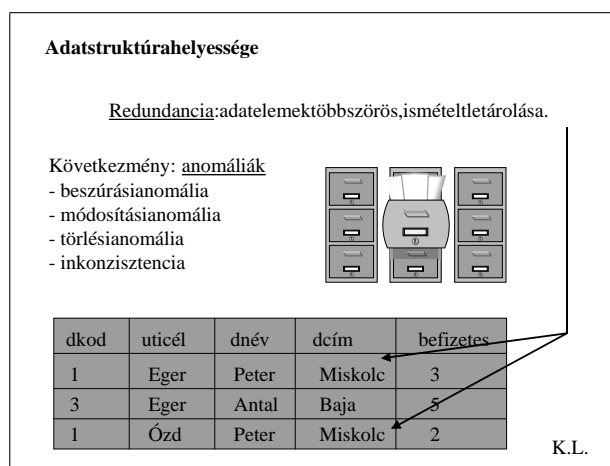 Adatstruktúrahelyessége
Redundancia:adatelemektöbbszörös,ismételtletárolása.
Következmény: anomáliák
- beszúrásianomália
- módosításianomália
- törlésianomália
- inkonzisztencia
dkod uticél dnév dcím befizetes
1 Eger Peter Miskolc 3
3 Eger Antal Baja 5
1 Ózd Peter Miskolc 2
K.L.